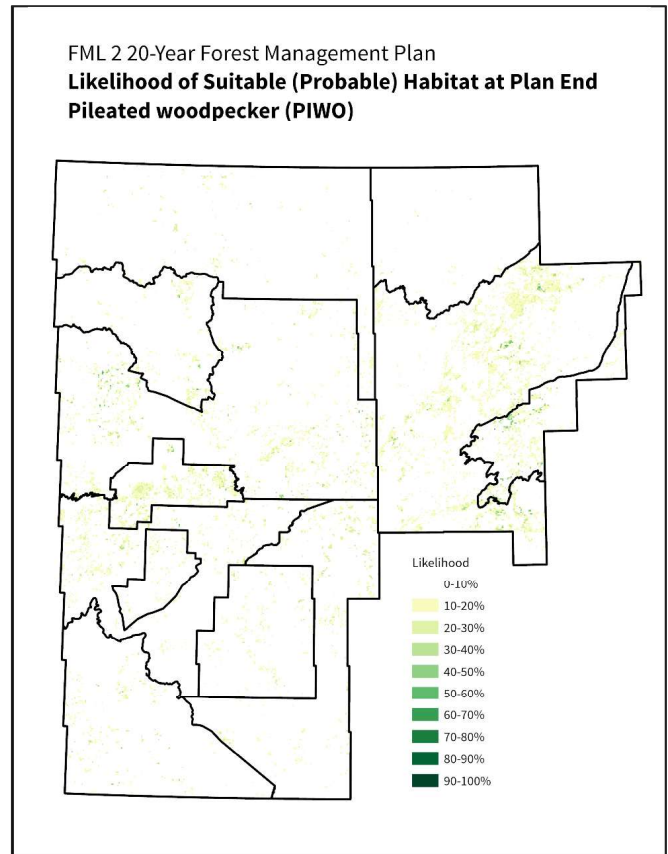 FML 2 20-Year Forest Management Plan
Likelihood of Suitable (Probable) Habitat at Plan End
Pileated woodpecker (PIWO)
Likelihood
0-10%
10-20%
20-30%
30-40%
40-50%
50-60%
60-70%
70-80%
80-90%
90-100%